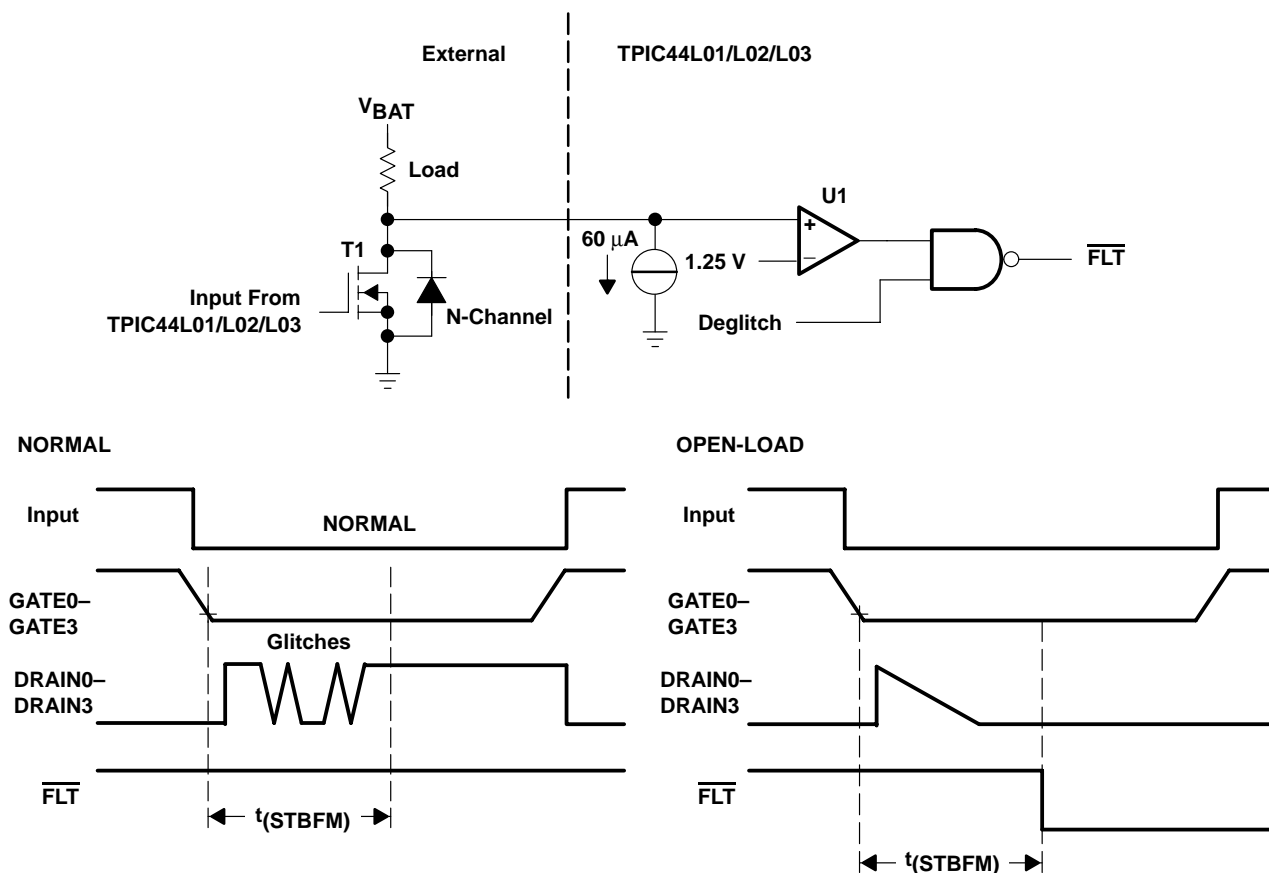 External
TPIC44L01/L02/L03
VBAT
Load
U1
+
–
60 μA
1.25 V
T1
FLT
Input From
TPIC44L01/L02/L03
N-Channel
Deglitch
NORMAL
Input
NORMAL
GATE0–
GATE3
Glitches
DRAIN0–
DRAIN3
FLT
t(STBFM)
OPEN-LOAD
Input
GATE0–
GATE3
DRAIN0–
DRAIN3
FLT
t(STBFM)